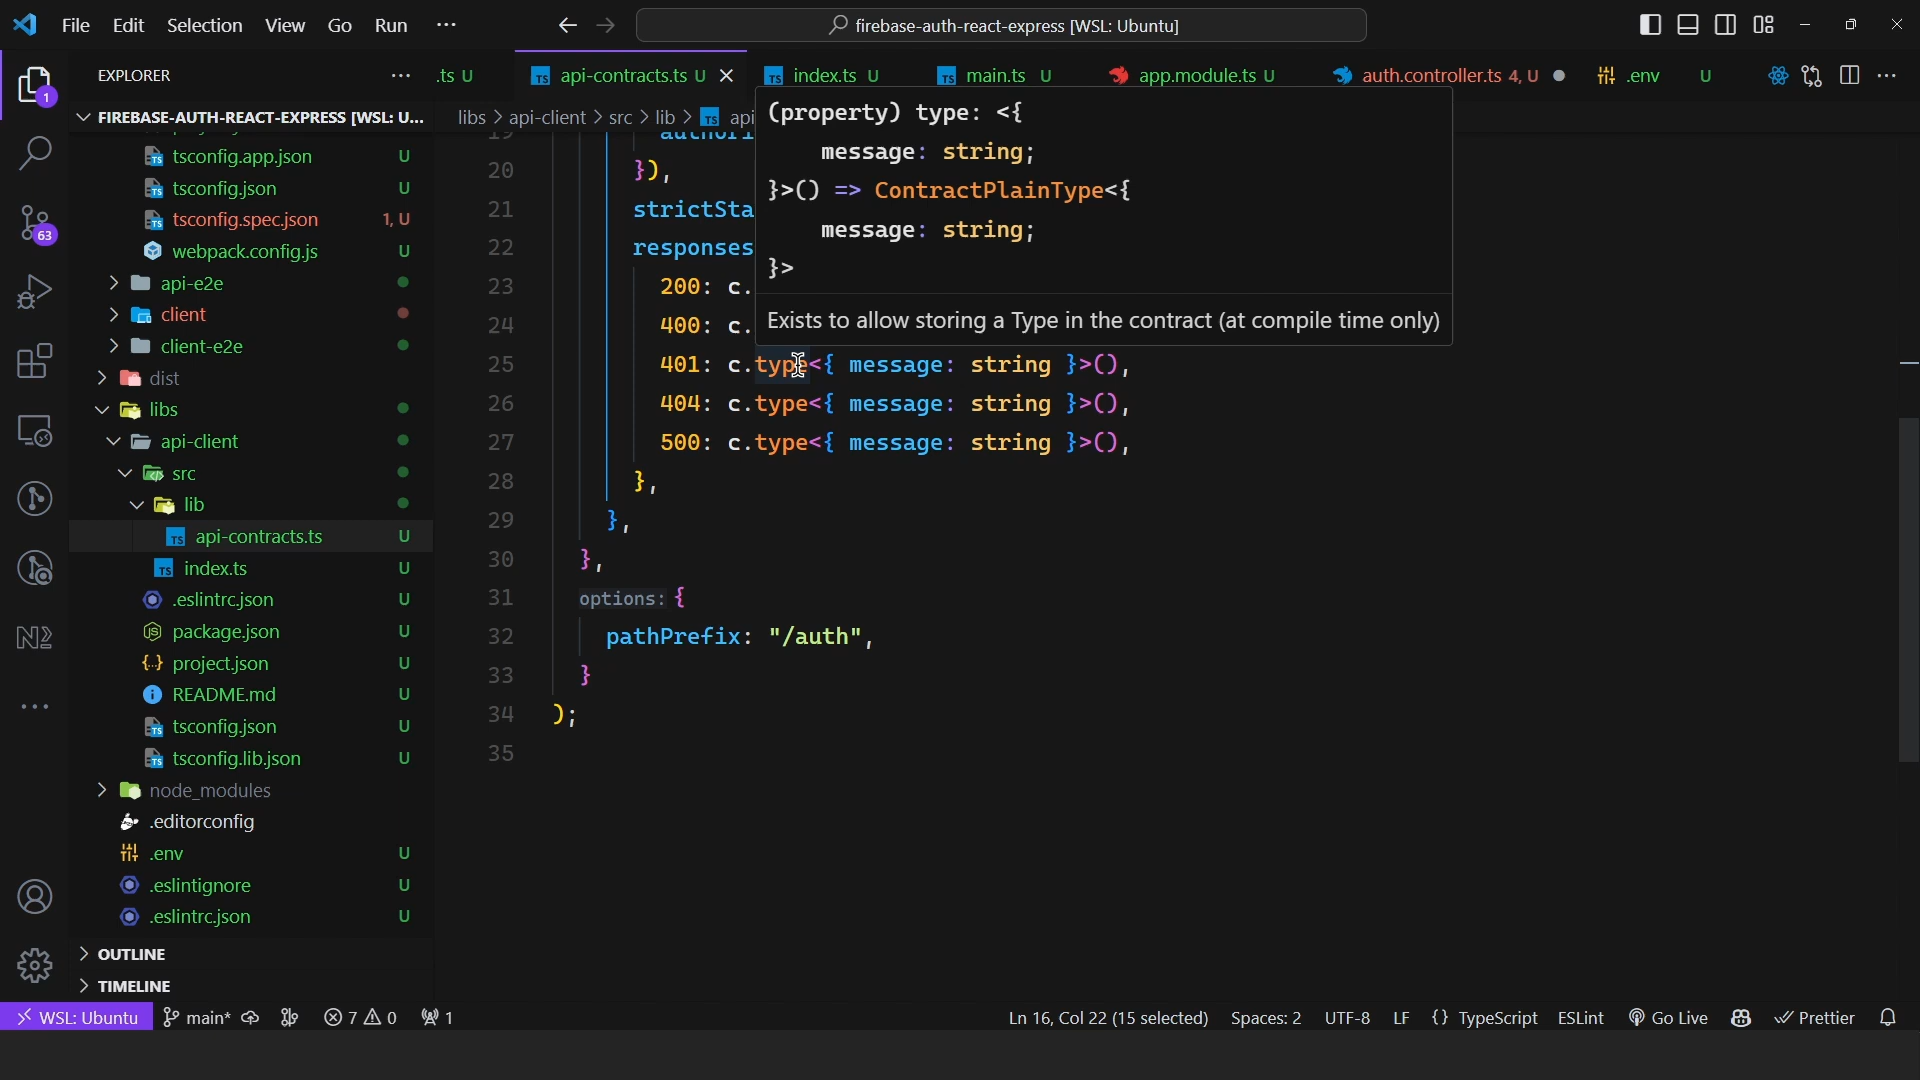 File Edit Selection View Go Run ···
firebase-auth-react-express [WSL: Ubuntu]
EXPLORER ···
.ts U
api-contracts.ts U
index.ts U
main.ts U
app.module.ts U
auth.controller.ts 4, U
.env U
FIREBASE-AUTH-REACT-EXPRESS [WSL: U...
libs > api-client > src > lib > api
tsconfig.app.json U
tsconfig.json U
tsconfig.spec.json 1, U
webpack.config.js U
api-e2e
client
client-e2e
dist
libs
api-client
src
lib
api-contracts.ts U
index.ts U
.eslintrc.json U
package.json U
project.json U
README.md U
tsconfig.json U
tsconfig.lib.json U
node_modules
.editorconfig
.env U
.eslintignore U
.eslintrc.json U
OUTLINE
TIMELINE
1
63
(property) type: <{
message: string;
}>() => ContractPlainType<{
message: string;
}>
Exists to allow storing a Type in the contract (at compile time only)
19 authori
20 }),
21 strictSta
22 responses
23 200: c.
24 400: c.
25 401: c.type<{ message: string }>(),
26 404: c.type<{ message: string }>(),
27 500: c.type<{ message: string }>(),
28 },
29 },
30 },
31 options: {
32 pathPrefix: "/auth",
33 }
34 );
35
WSL: Ubuntu main* 7 0 1 Ln 16, Col 22 (15 selected) Spaces: 2 UTF-8 LF {} TypeScript ESLint Go Live Prettier